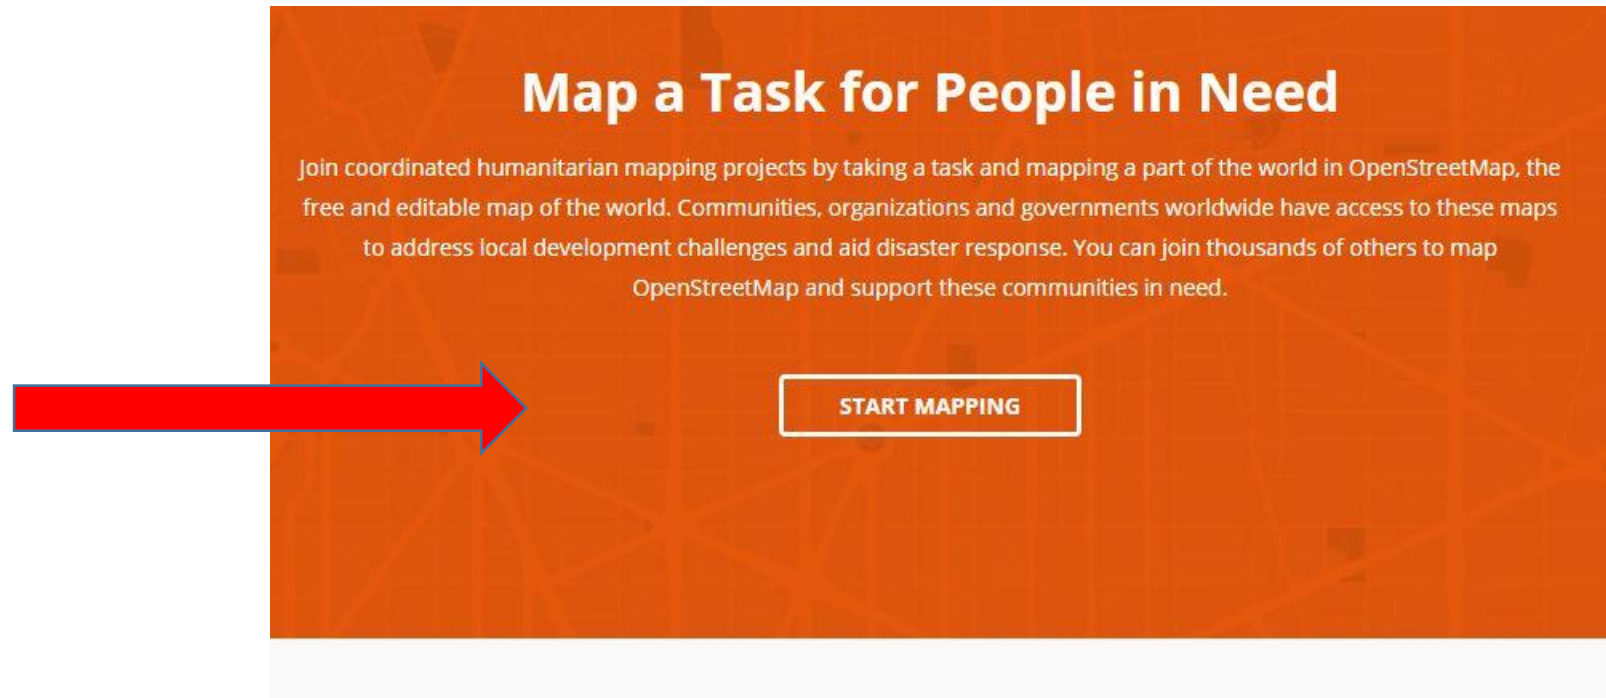 Map a Task for People in Need
Join coordinated humanitarian mapping projects by taking a task and mapping a part of the world in OpenStreetMap, the
free and editable map of the world. Communities, organizations and governments worldwide have access to these maps
to address local development challenges and aid disaster response. You can join thousands of others to map
OpenStreetMap and support these communities in need.
START MAPPING